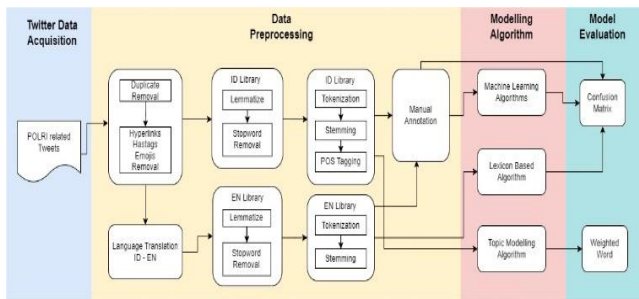 Twitter Data
Acquisition
Data
Preprocessing
Modelling
Algorithm
Model
Evaluation
POLRI related
Tweets
Duplicate
Removal
Hyperlinks
Hastags
Emojis
Removal
Language Translation
ID - EN
ID Library
Lemmatize
Stopword
Removal
ID Library
Tokenization
Stemming
POS Tagging
EN Library
Lemmatize
Stopword
Removal
EN Library
Tokenization
Stemming
Manual
Annotation
Machine Learning
Algorithms
Lexicon Based
Algorithm
Topic Modelling
Algorithm
Confusion
Matrix
Weighted
Word